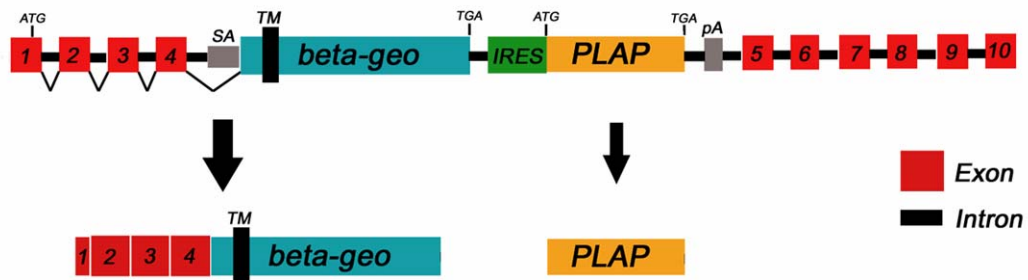 ATG
1 2 3 4 SA TM beta-geo TGA IRES ATG PLAP TGA pA 5 6 7 8 9 10
Exon
Intron
TM
1 2 3 4 beta-geo PLAP